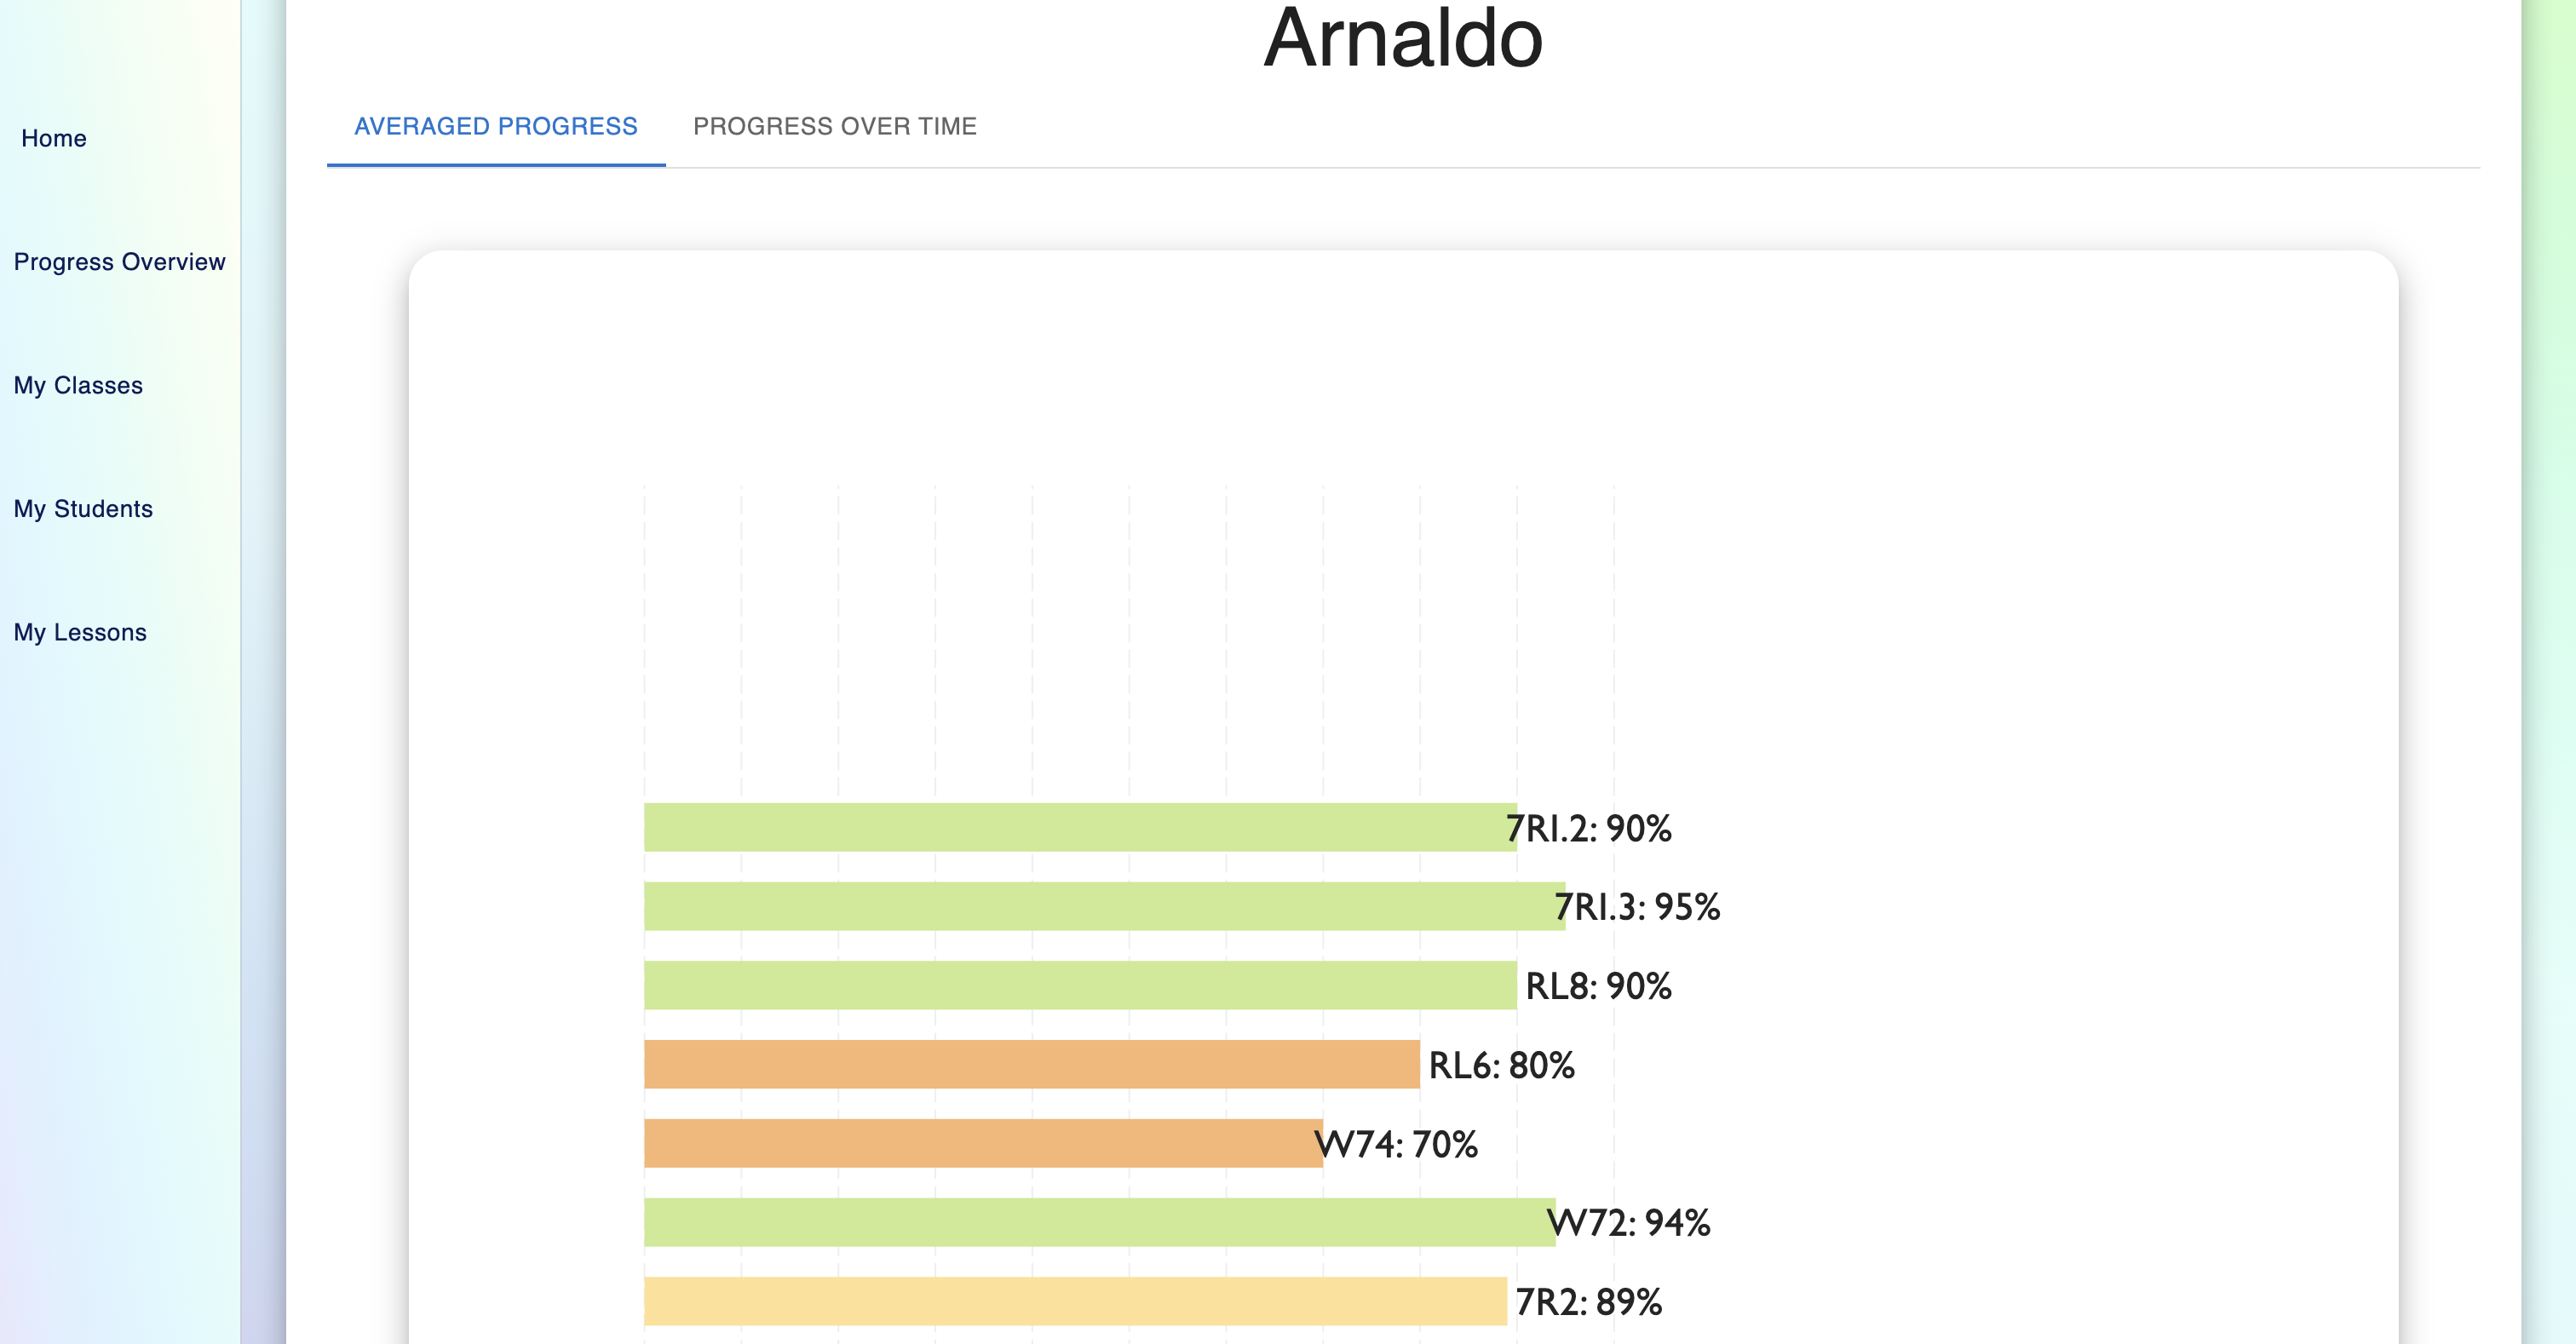 Arnaldo
AVERAGED PROGRESS
PROGRESS OVER TIME
Home
Progress Overview
My Classes
My Students
My Lessons
7RI.2: 90%
7RI.3: 95%
RL8: 90%
RL6: 80%
W74: 70%
W72: 94%
7R2: 89%